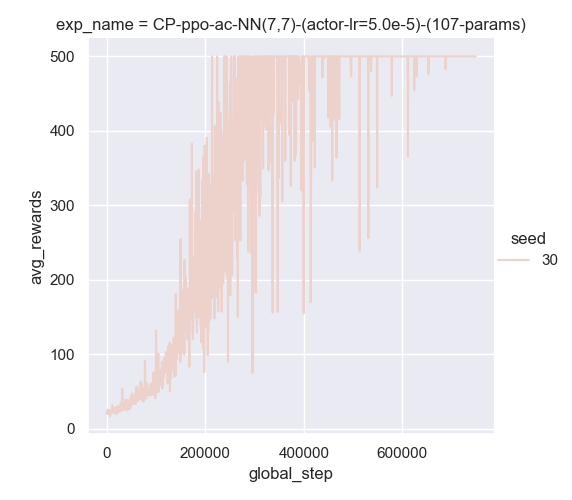 exp_name = CP-ppo-ac-NN(7,7)-(actor-lr=5.0e-5)-(107-params)
500
400
300
200
100
0
avg_rewards
0 200000 400000 600000
global_step
seed
30